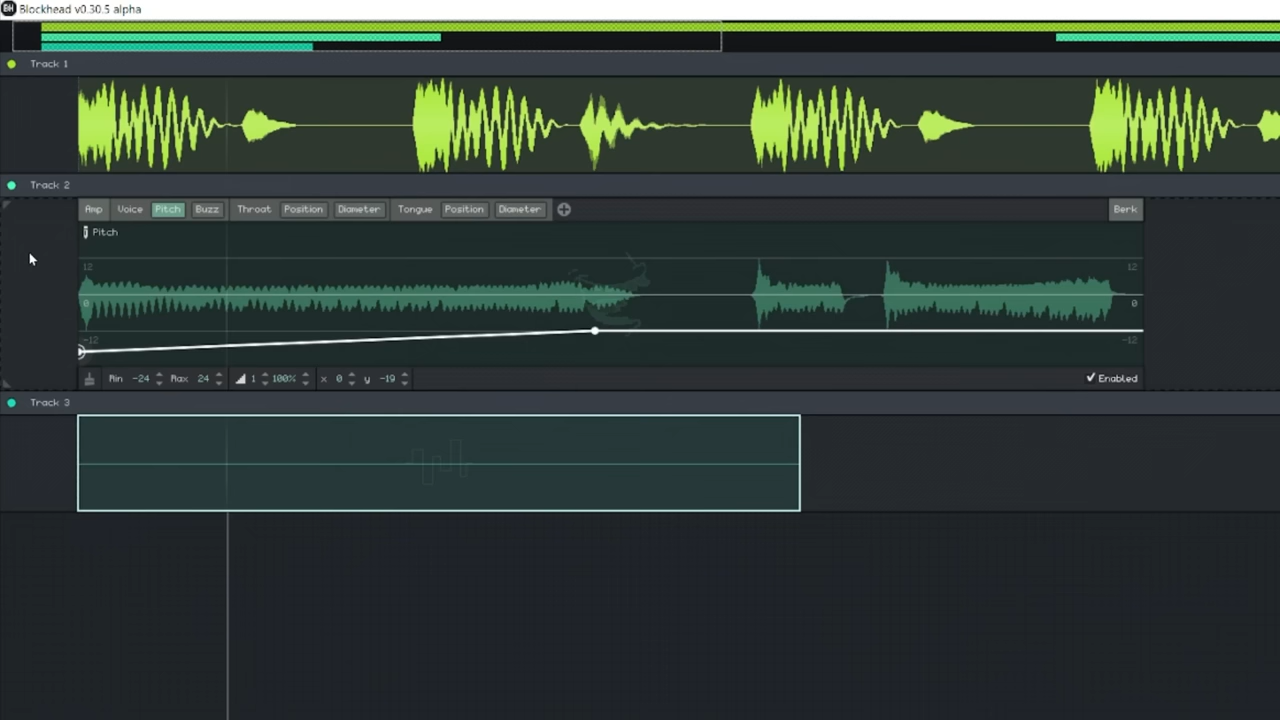 BH Blockhead v0.30.5 alpha
Track 1
Track 2
Amp Voice Pitch Buzz Throat Position Diameter Tongue Position Diameter Berk
Pitch
12 12
0 0
-12 -12
Min -24 Max 24 1 100% x 0 y -19 Enabled
Track 3